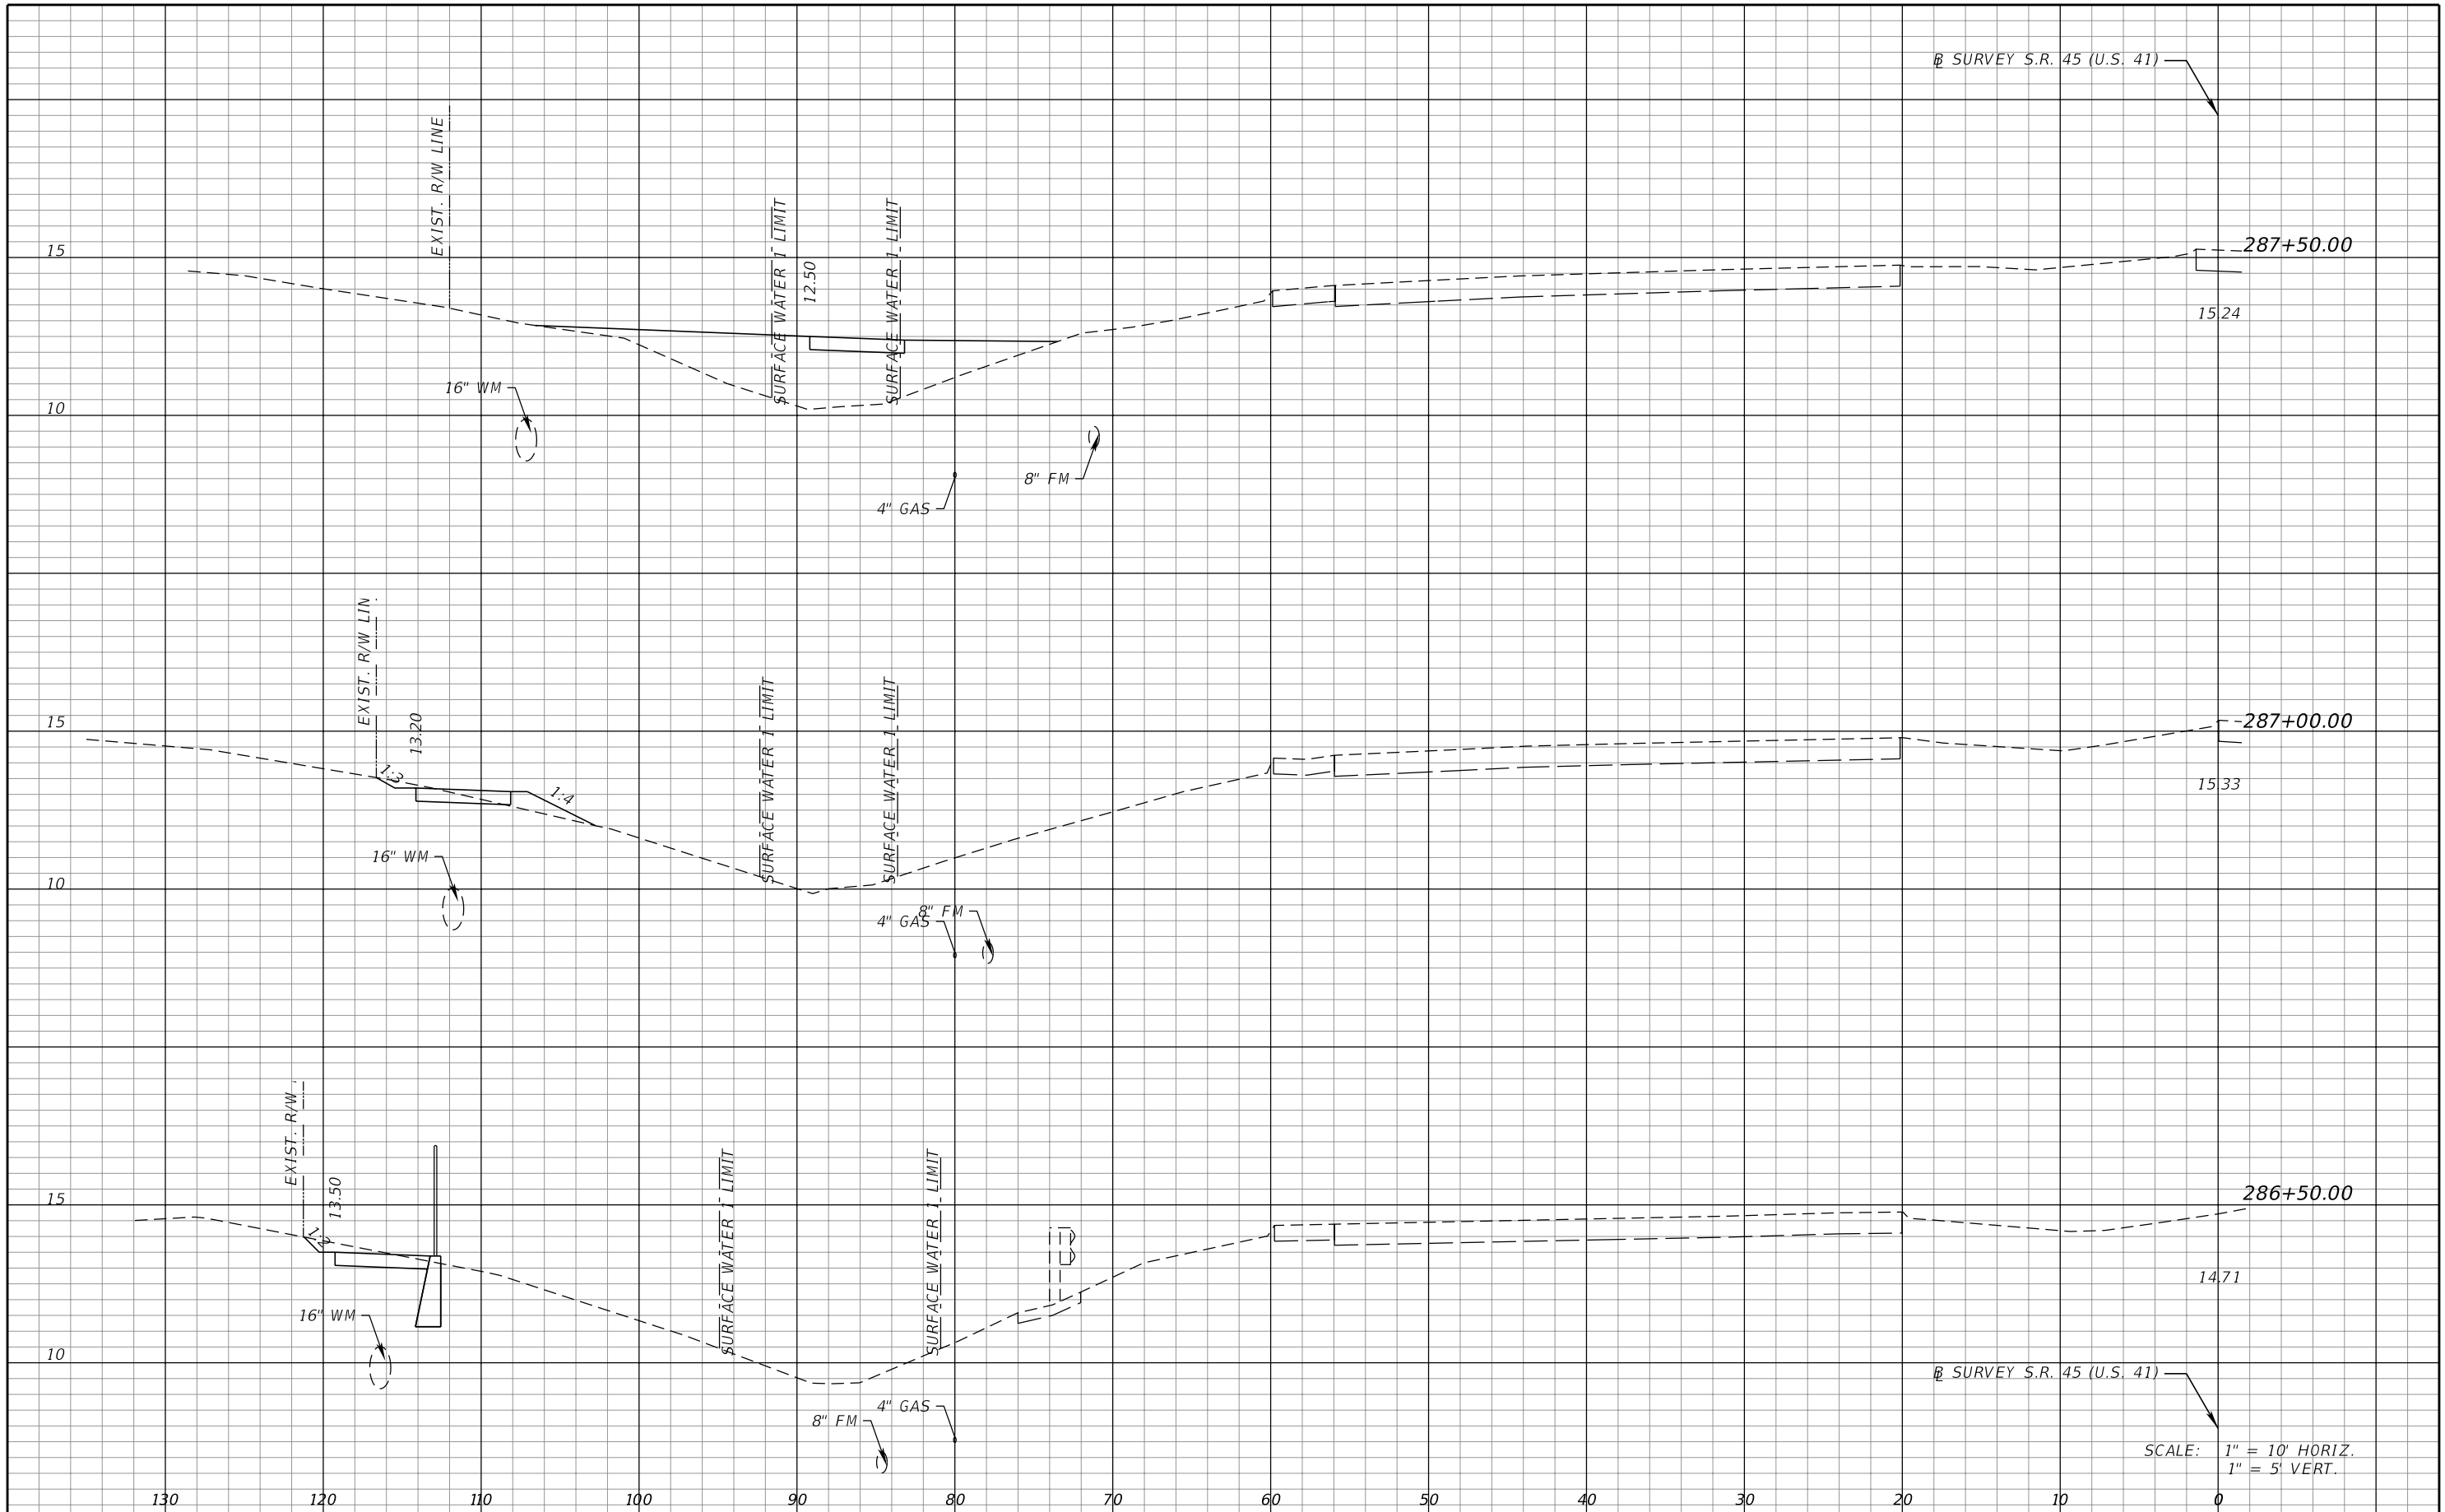 ℄ SURVEY S.R. 45 (U.S. 41)
EXIST. R/W LINE
SURFACE WATER 1 LIMIT
12.50
SURFACE WATER 1 LIMIT
15
287+50.00
15.24
10
16" WM
8" FM
4" GAS
EXIST. R/W LIN
13.20
SURFACE WATER 1 LIMIT
SURFACE WATER 1 LIMIT
15
287+00.00
1:3
1:4
15.33
16" WM
10
8" FM
4" GAS
EXIST. R/W
13.50
SURFACE WATER 1 LIMIT
SURFACE WATER 1 LIMIT
15
286+50.00
1:2
14.71
16" WM
10
℄ SURVEY S.R. 45 (U.S. 41)
4" GAS
8" FM
SCALE: 1" = 10' HORIZ.
1" = 5' VERT.
130 120 110 100 90 80 70 60 50 40 30 20 10 0